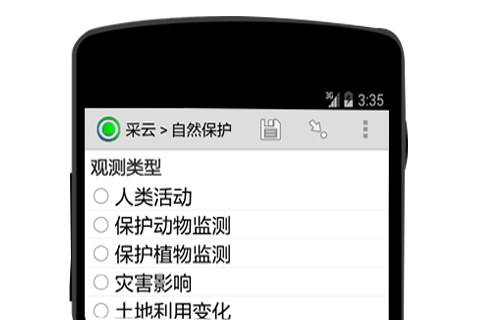 3G 3:35
采云 > 自然保护
观测类型
人类活动
保护动物监测
保护植物监测
灾害影响
土地利用变化